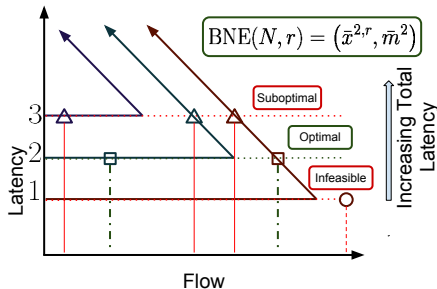 BNE(N, r) = (x̄^{2,r}, m̄^2)
Suboptimal
Optimal
Infeasible
3
2
1
Latency
Flow
Increasing Total
Latency